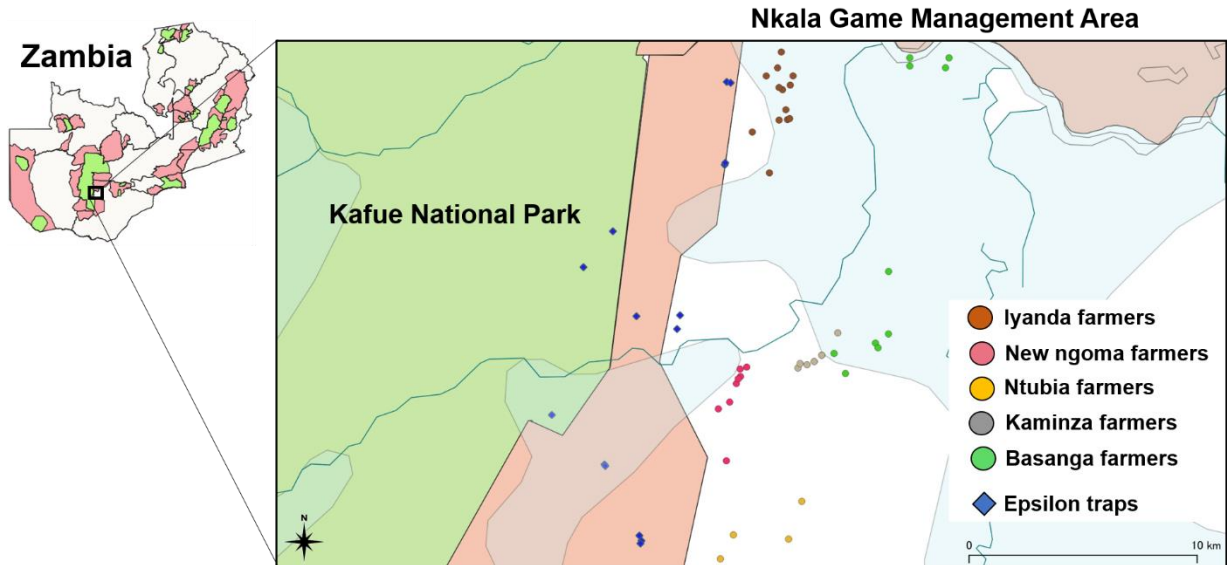 Nkala Game Management Area
Zambia
Kafue National Park
Iyanda farmers
New ngoma farmers
Ntubia farmers
Kaminza farmers
Basanga farmers
Epsilon traps
N
0 10 km